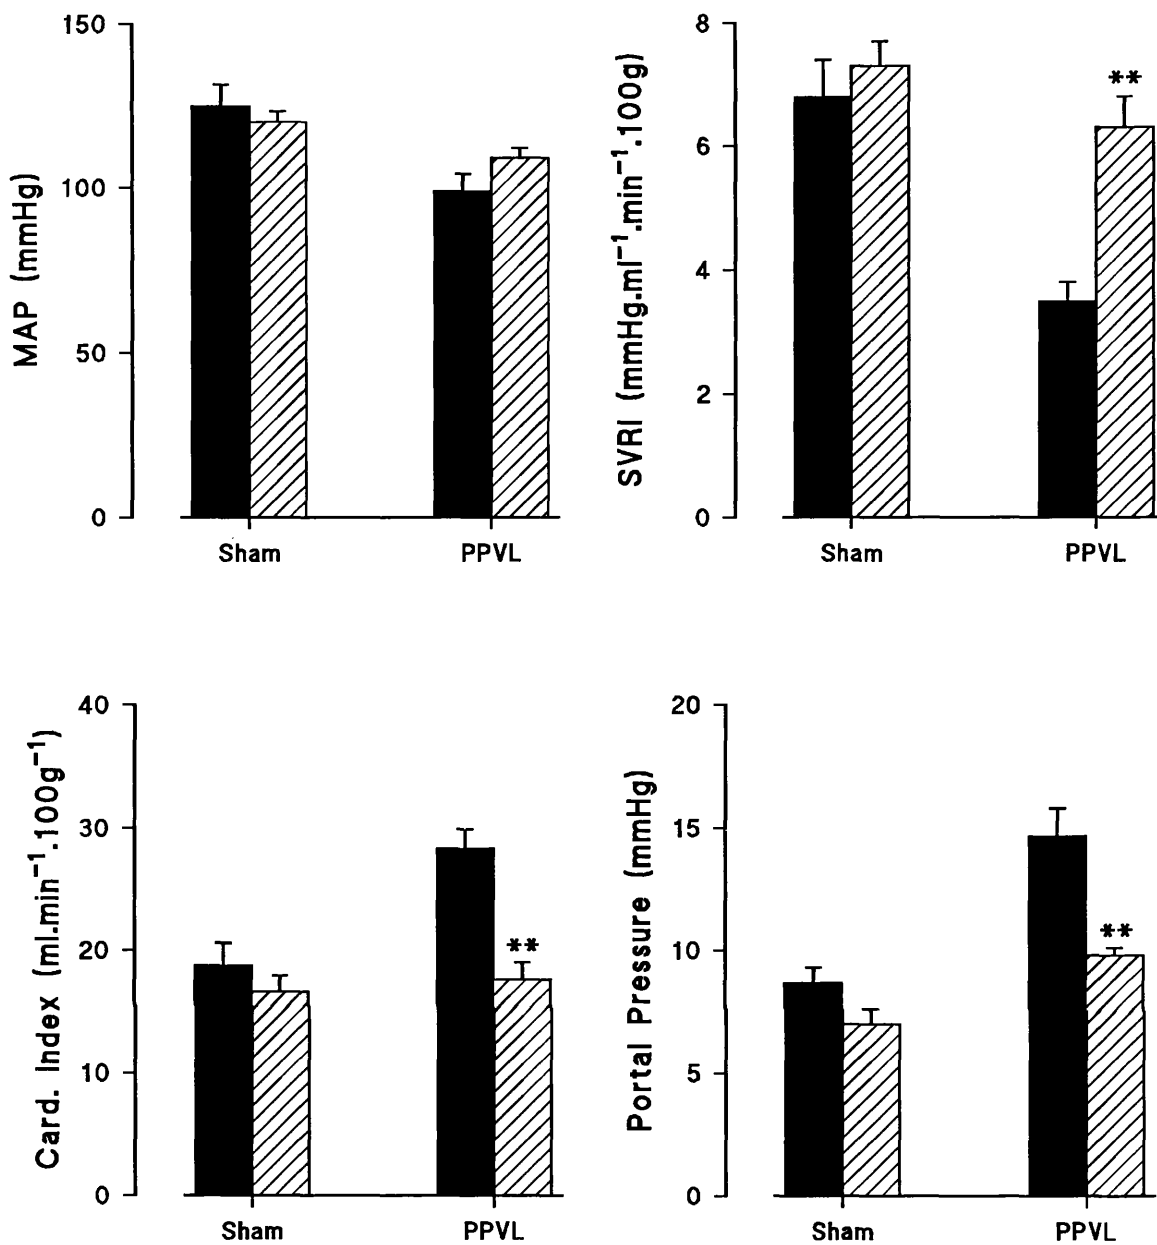 MAP (mmHg)
150
100
50
0
Sham PPVL
SVRI (mmHg.ml⁻¹.min⁻¹.100g)
8
6
4
2
0
**
Sham PPVL
Card. Index (ml.min⁻¹.100g⁻¹)
40
30
20
10
0
**
Sham PPVL
Portal Pressure (mmHg)
20
15
10
5
0
**
Sham PPVL